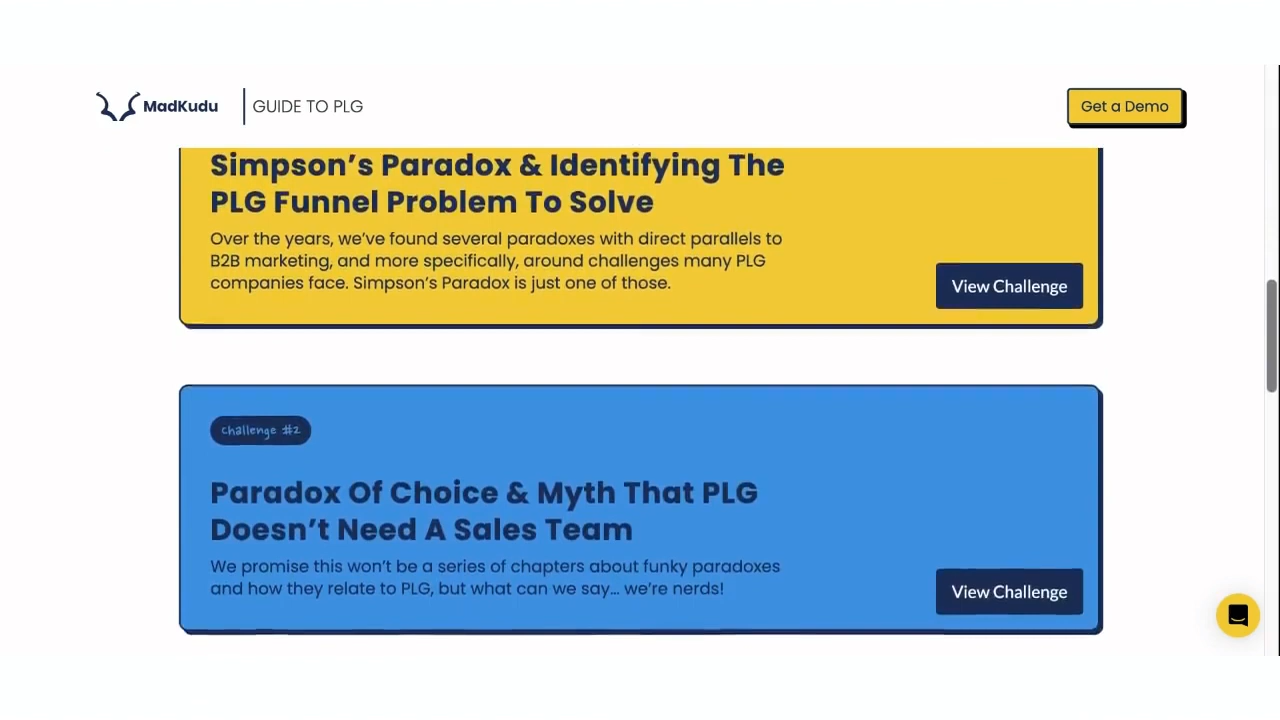 MadKudu
GUIDE TO PLG
Get a Demo
Simpson’s Paradox & Identifying The
PLG Funnel Problem To Solve
Over the years, we’ve found several paradoxes with direct parallels to
B2B marketing, and more specifically, around challenges many PLG
companies face. Simpson’s Paradox is just one of those.
View Challenge
Challenge #2
Paradox Of Choice & Myth That PLG
Doesn’t Need A Sales Team
We promise this won’t be a series of chapters about funky paradoxes
and how they relate to PLG, but what can we say… we’re nerds!
View Challenge